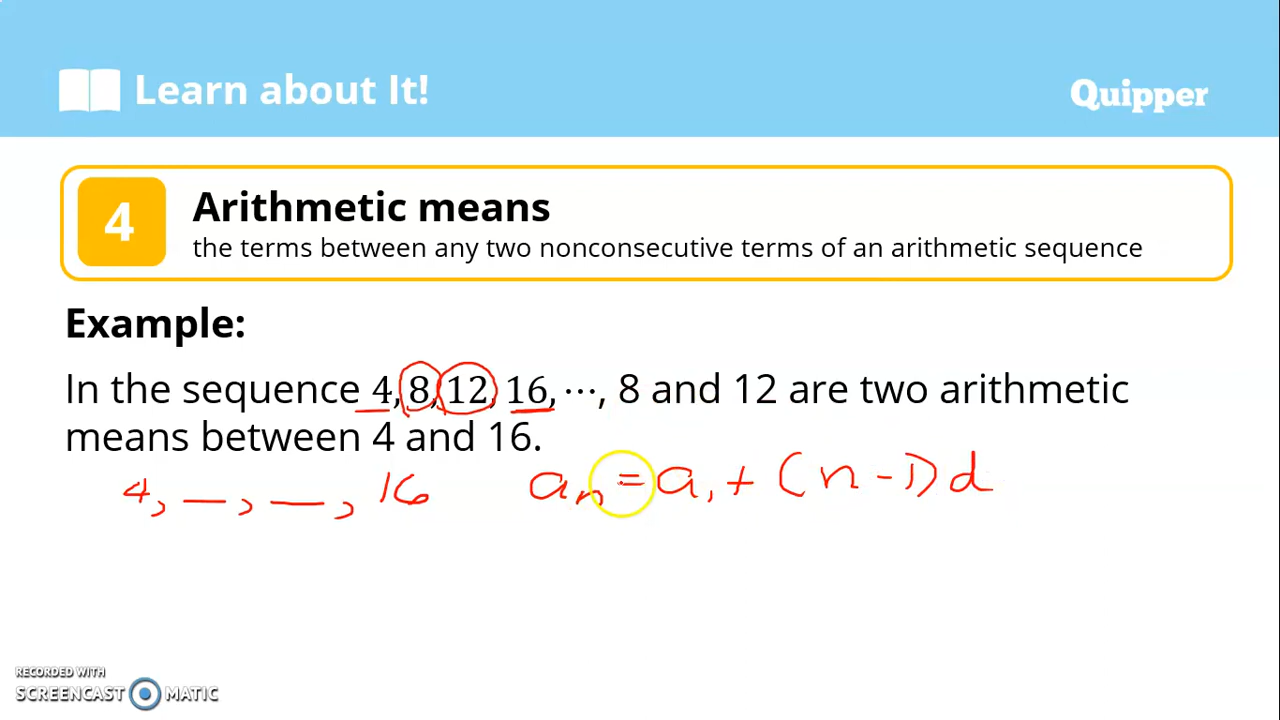 Learn about It!
Quipper
4
Arithmetic means
the terms between any two nonconsecutive terms of an arithmetic sequence
Example:
In the sequence 4, 8, 12, 16, ⋯, 8 and 12 are two arithmetic
means between 4 and 16.
4, __, __, 16 aₙ = a₁ + (n - 1)d
RECORDED WITH
SCREENCAST MATIC